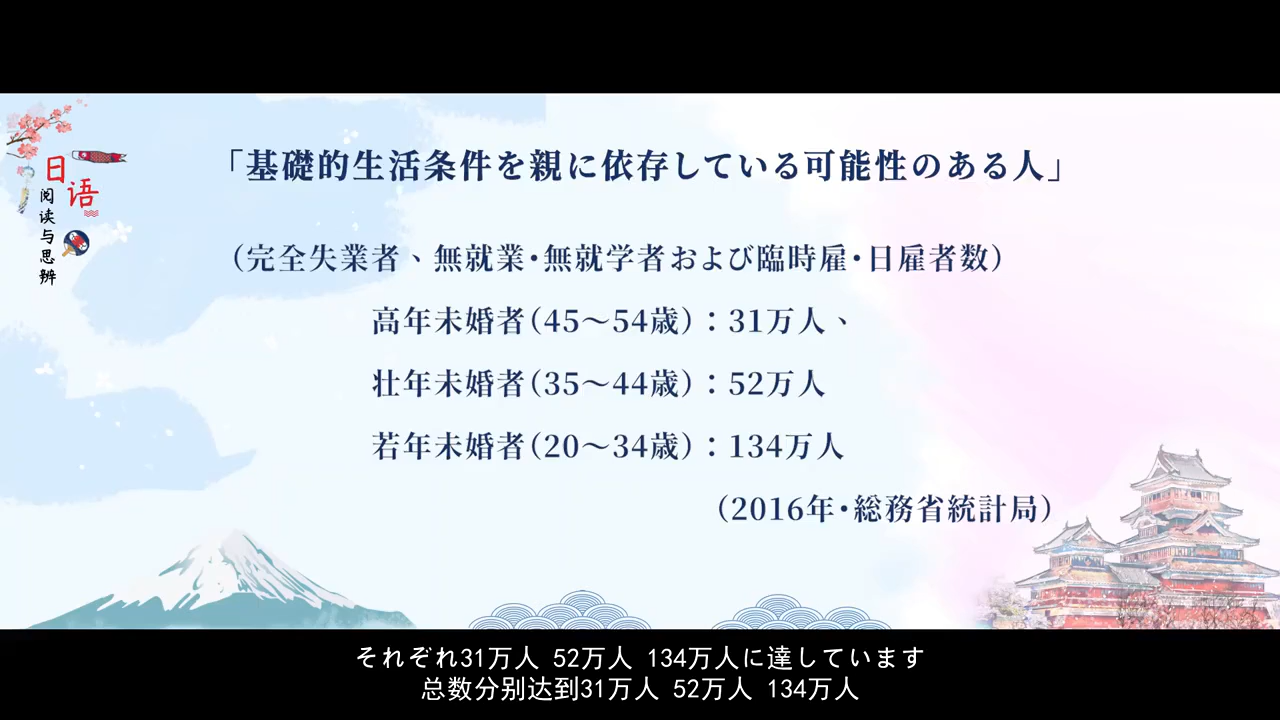 日语
阅读与思辨
「基礎的生活条件を親に依存している可能性のある人」
（完全失業者、無就業・無就学者および臨時雇・日雇者数）
高年未婚者（45～54歳）：31万人、
壮年未婚者（35～44歳）：52万人
若年未婚者（20～34歳）：134万人
（2016年・総務省統計局）
それぞれ31万人 52万人 134万人に達しています
总数分别达到31万人 52万人 134万人